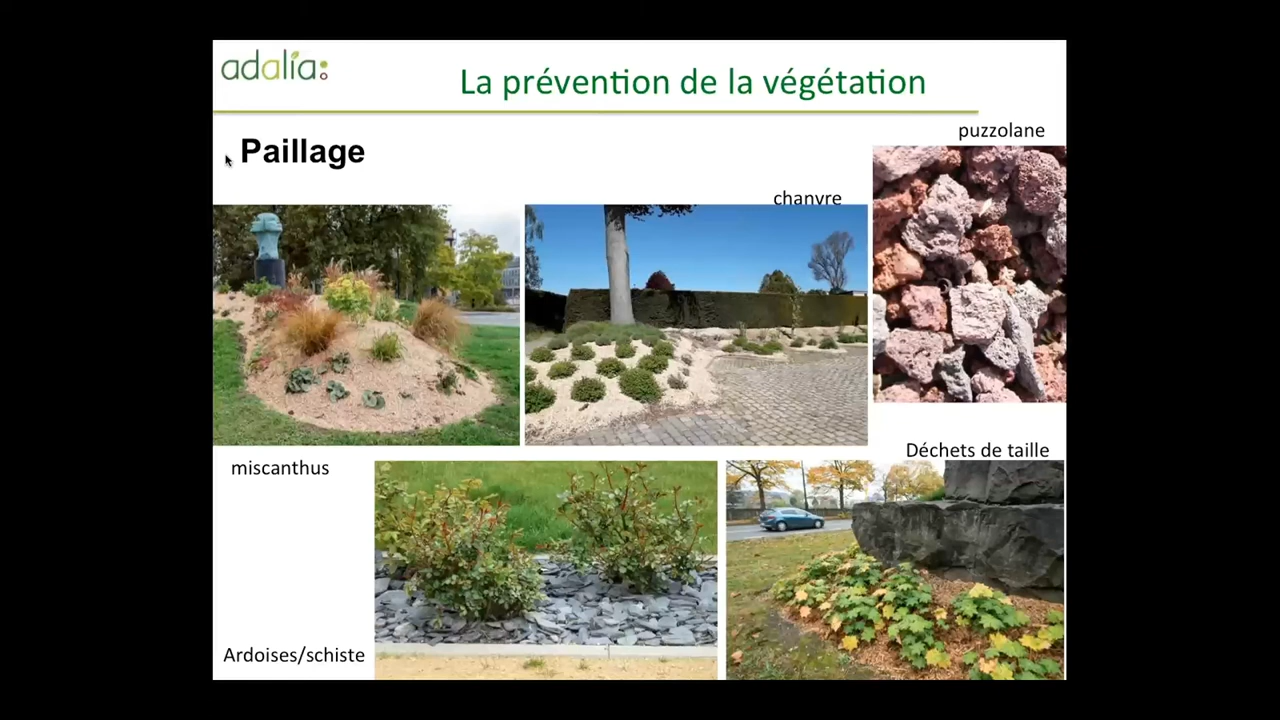 adalia
La prévention de la végétation
Paillage
puzzolane
chanvre
miscanthus
Déchets de taille
Ardoises/schiste